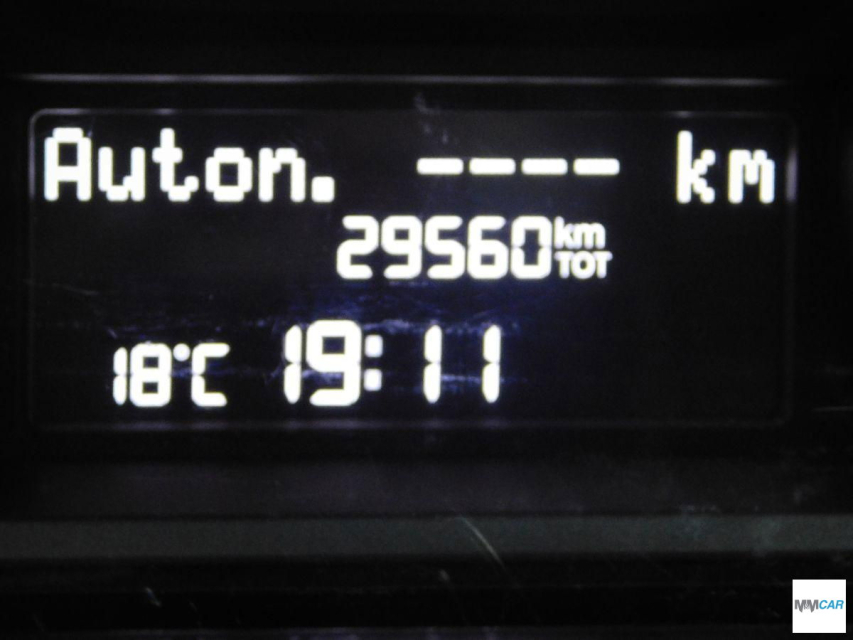 Auton. ---- km
29560 km TOT
18°C 19:11
MMCAR